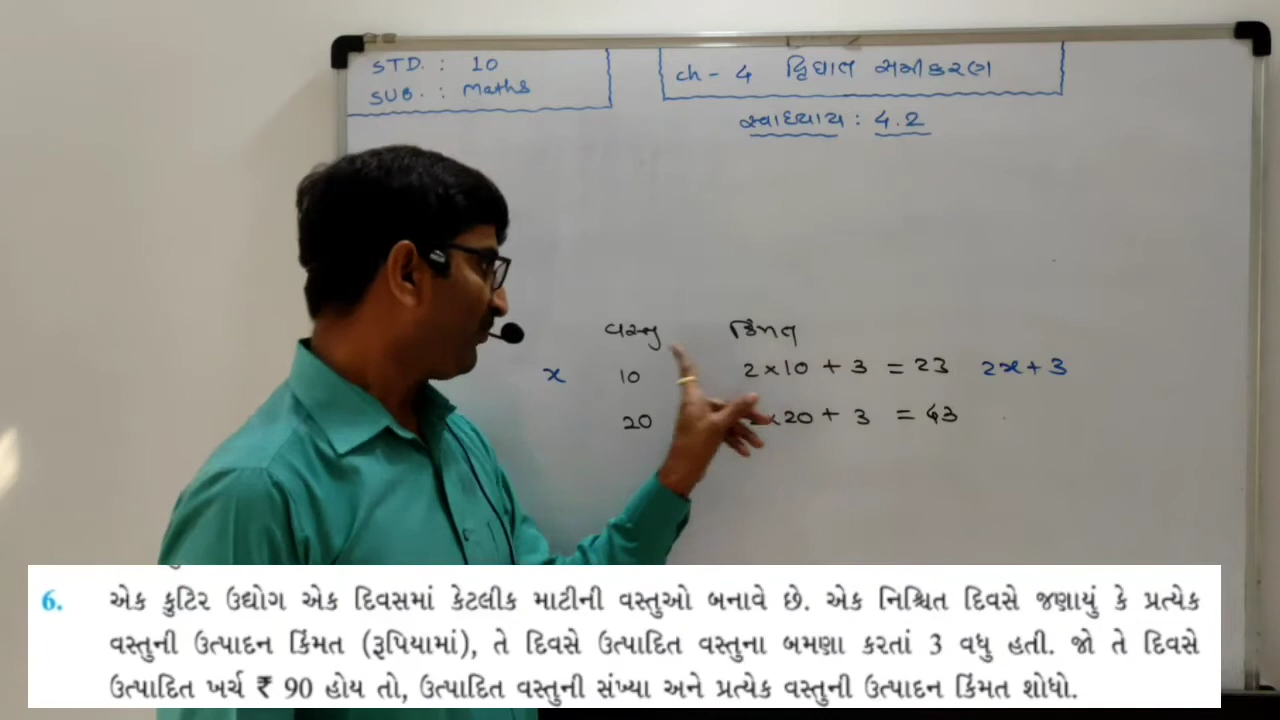 STD. : 10
SUB. : Maths
ch - 4 દ્વિઘાત સમીકરણ
સ્વાધ્યાય : 4.2
વસ્તુ કિંમત
x 10 2 × 10 + 3 = 23 2x + 3
20 2 × 20 + 3 = 43
6. એક કુટિર ઉદ્યોગ એક દિવસમાં કેટલીક માટીની વસ્તુઓ બનાવે છે. એક નિશ્ચિત દિવસે જણાયું કે પ્રત્યેક
વસ્તુની ઉત્પાદન કિંમત (રૂપિયામાં), તે દિવસે ઉત્પાદિત વસ્તુના બમણા કરતાં 3 વધુ હતી. જો તે દિવસે
ઉત્પાદિત ખર્ચ ₹ 90 હોય તો, ઉત્પાદિત વસ્તુની સંખ્યા અને પ્રત્યેક વસ્તુની ઉત્પાદન કિંમત શોધો.